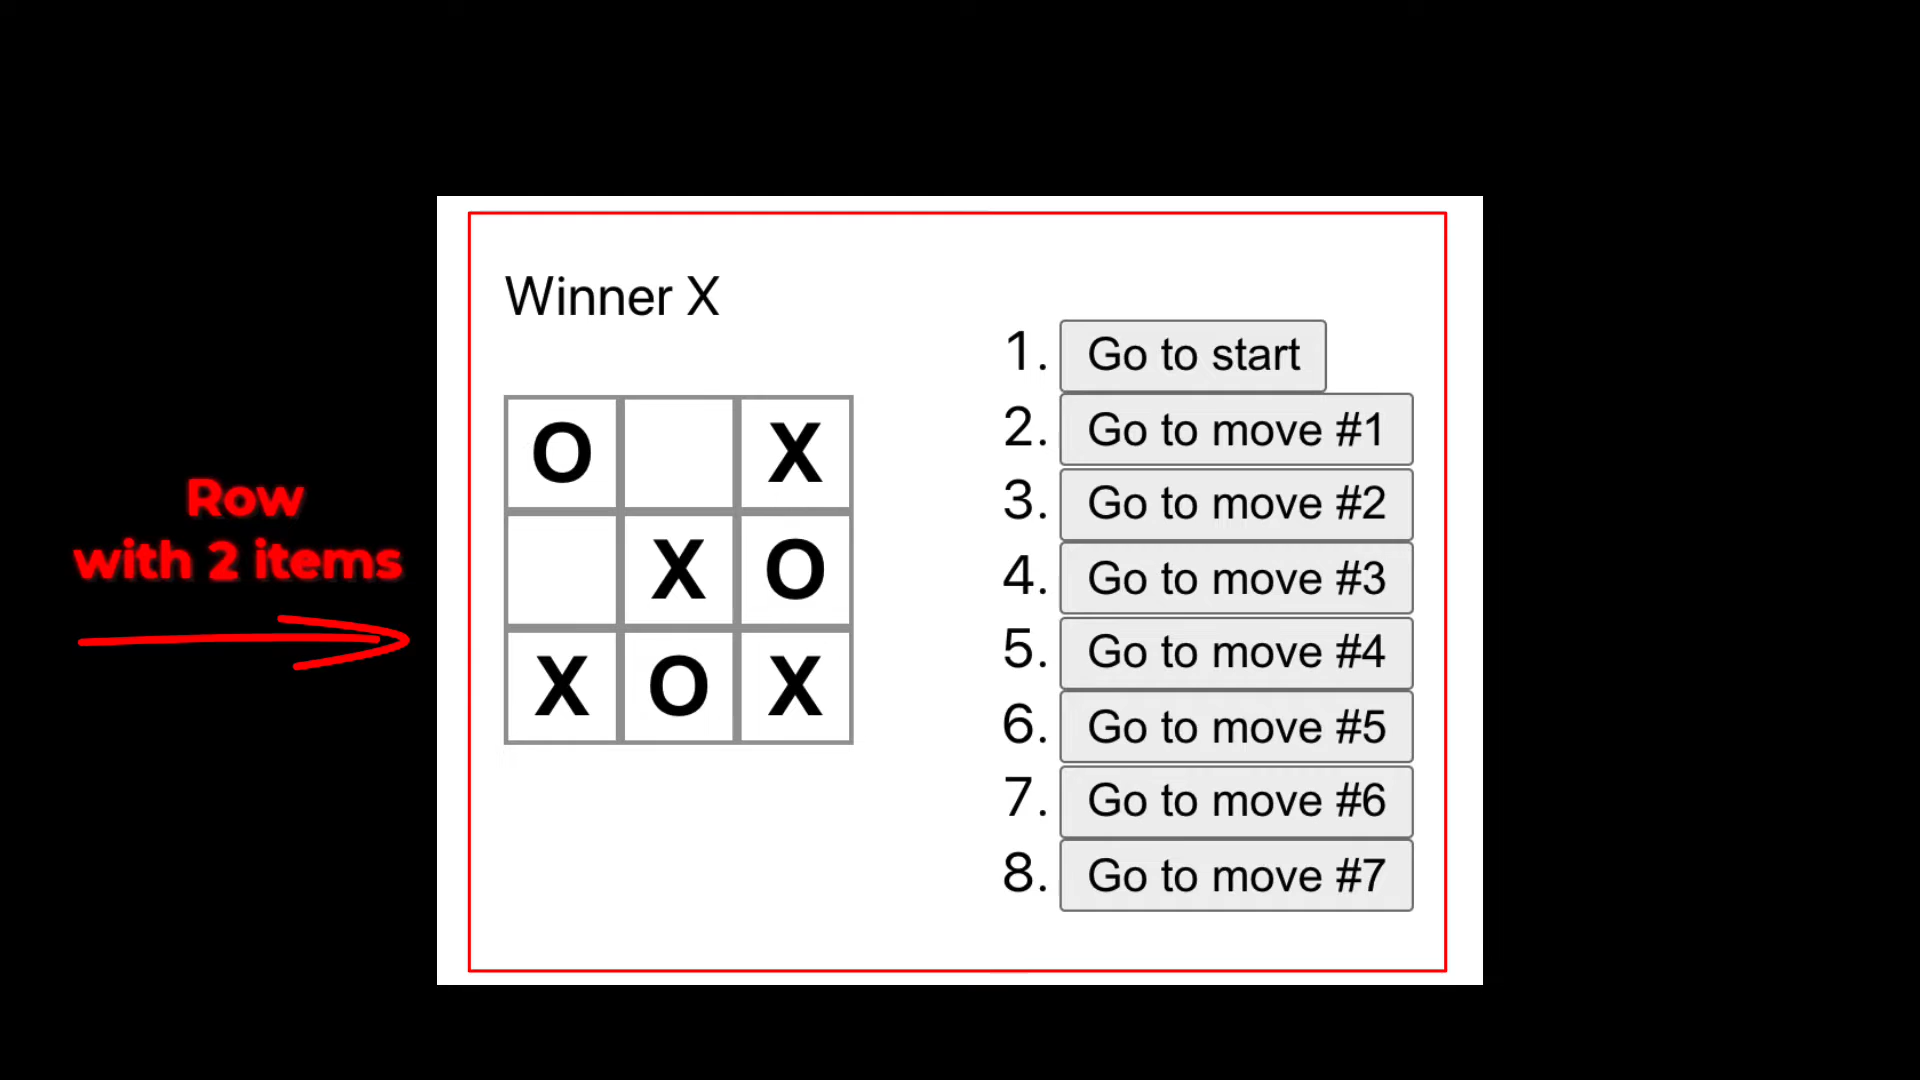 Row
with 2 items
Winner X
O X
X O
X O X
1. Go to start
2. Go to move #1
3. Go to move #2
4. Go to move #3
5. Go to move #4
6. Go to move #5
7. Go to move #6
8. Go to move #7